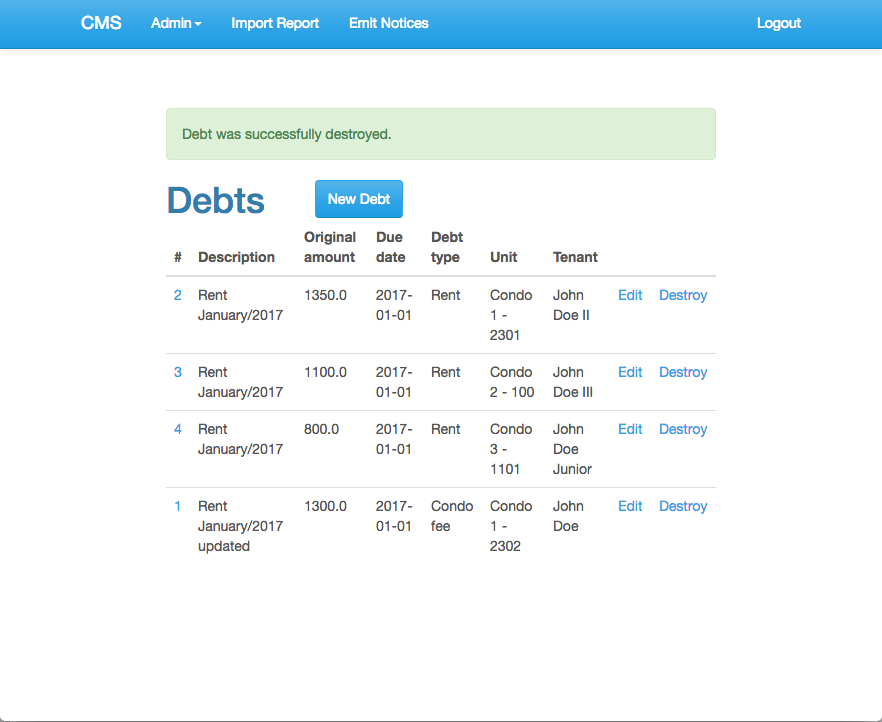 CMS Admin Import Report Emit Notices Logout
Debt was successfully destroyed.
Debts New Debt
Original Due Debt
# Description amount date type Unit Tenant
2 Rent 1350.0 2017- Rent Condo John Edit Destroy
January/2017 01-01 1 - Doe II
2301
3 Rent 1100.0 2017- Rent Condo John Edit Destroy
January/2017 01-01 2 - 100 Doe III
4 Rent 800.0 2017- Rent Condo John Edit Destroy
January/2017 01-01 3 - Doe
1101 Junior
1 Rent 1300.0 2017- Condo Condo John Edit Destroy
January/2017 01-01 fee 1 - Doe
updated 2302